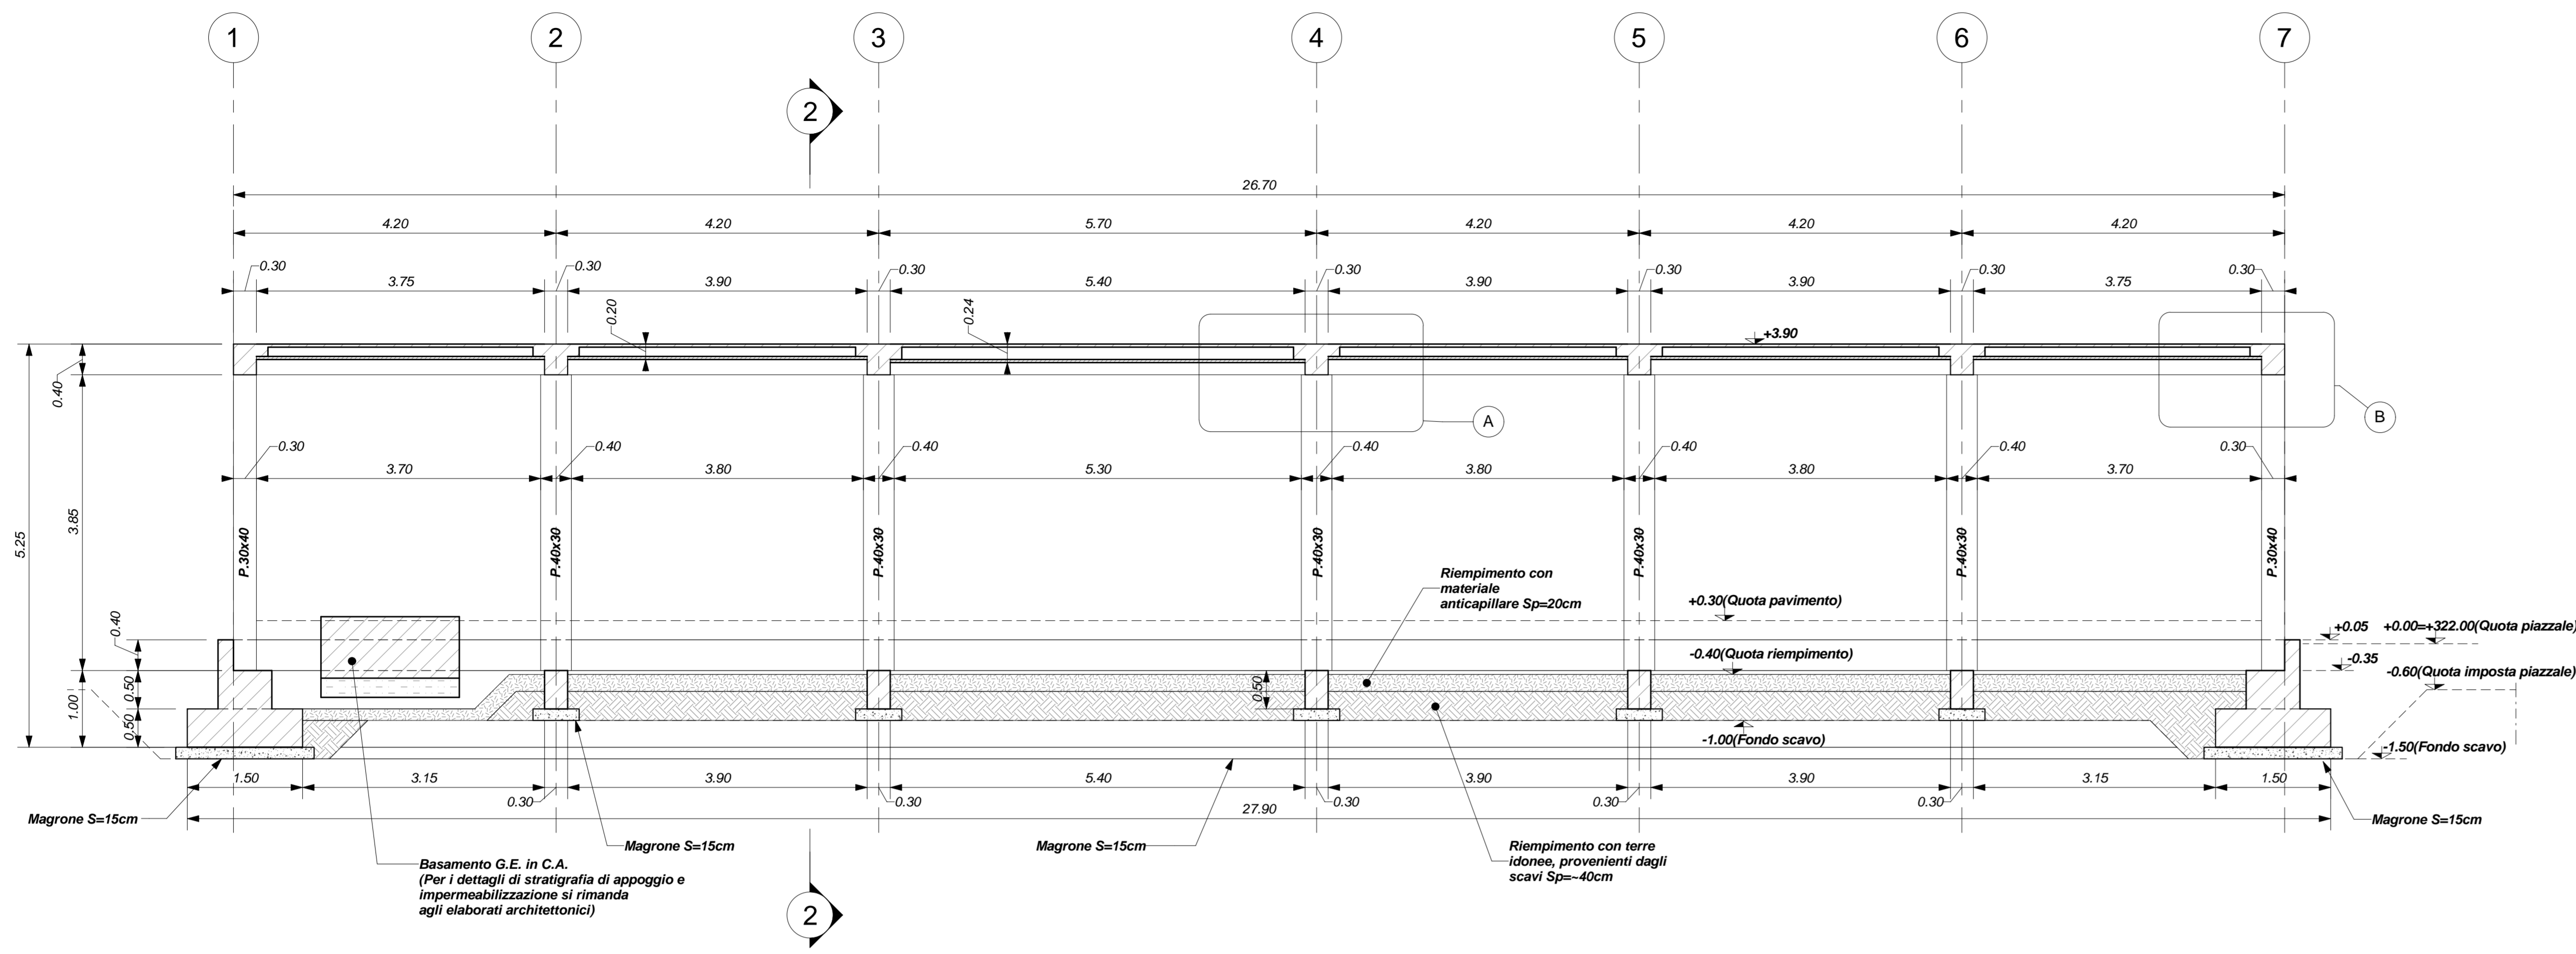 1 2 3 4 5 6 7
2
26.70
4.20 4.20 5.70 4.20 4.20 4.20
0.30 0.30 0.30 0.30 0.30 0.30 0.30
3.75 3.90 5.40 3.90 3.90 3.75
0.20 0.24
+3.90
0.40
A B
0.30 0.40 0.40 0.40 0.40 0.40 0.30
3.70 3.80 5.30 3.80 3.80 3.70
5.25
3.85
P.30x40 P.40x30 P.40x30 P.40x30 P.40x30 P.40x30 P.30x40
Riempimento con
materiale
anticapillare Sp=20cm
+0.30(Quota pavimento)
0.40
+0.05 +0.00=+322.00(Quota piazzale)
-0.40(Quota riempimento)
-0.35
-0.60(Quota imposta piazzale)
1.00
0.50
0.50
0.50
-1.00(Fondo scavo)
-1.50(Fondo scavo)
1.50 3.15 3.90 5.40 3.90 3.90 3.15 1.50
0.30 0.30 0.30 0.30 0.30
27.90
Magrone S=15cm
Magrone S=15cm
Magrone S=15cm
Magrone S=15cm
Basamento G.E. in C.A.
(Per i dettagli di stratigrafia di appoggio e
impermeabilizzazione si rimanda
agli elaborati architettonici)
Riempimento con terre
idonee, provenienti dagli
scavi Sp=~40cm
2